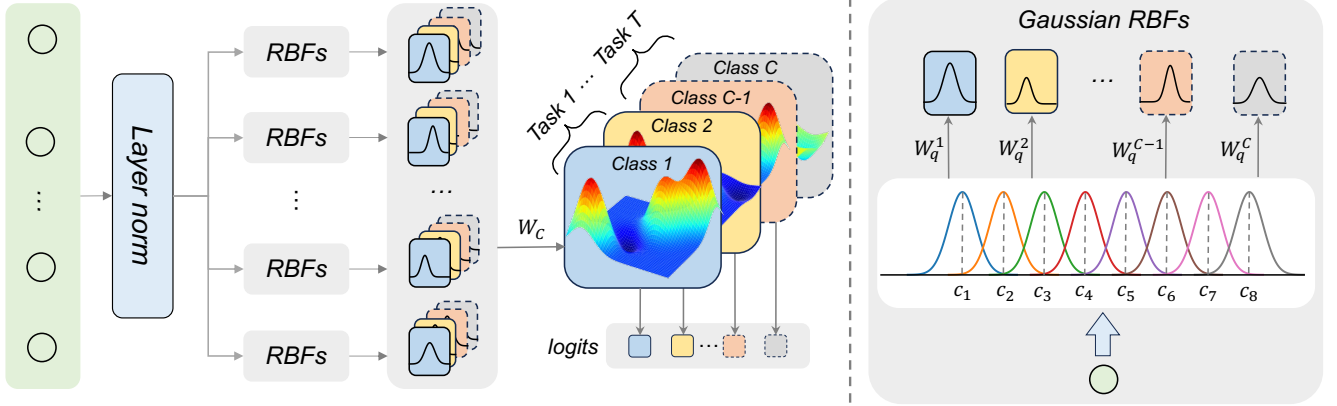 Layer norm
RBFs
RBFs
...
RBFs
RBFs
...
W_C
Task 1 ... Task T
Class C
Class C-1
Class 2
Class 1
logits
...
Gaussian RBFs
...
W_q^1
W_q^2
W_q^{C-1}
W_q^C
c_1 c_2 c_3 c_4 c_5 c_6 c_7 c_8